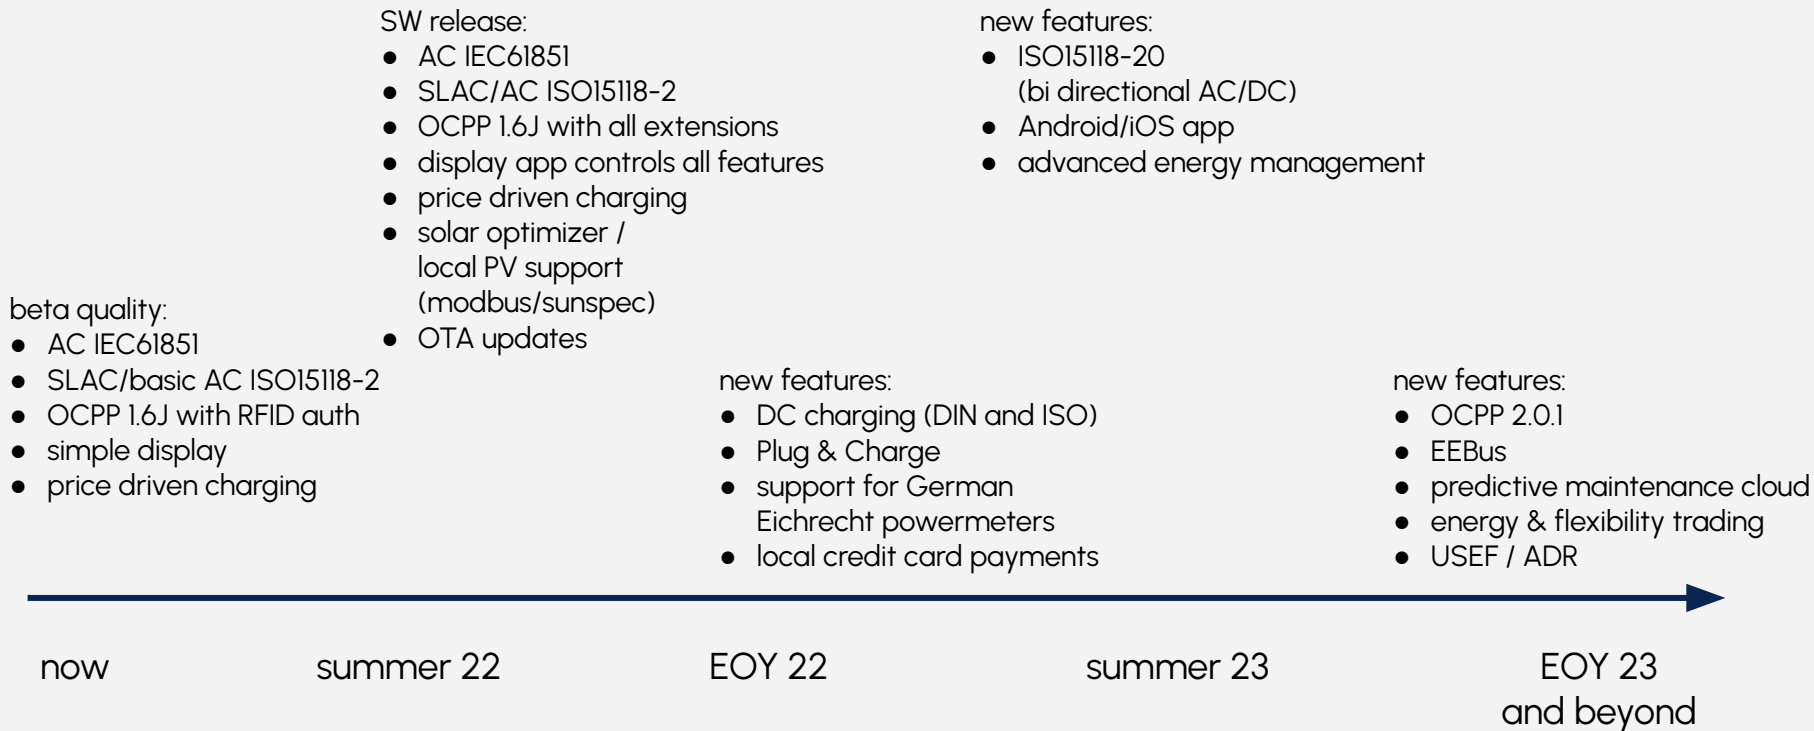 SW release:
● AC IEC61851
● SLAC/AC ISO15118-2
● OCPP 1.6J with all extensions
● display app controls all features
● price driven charging
● solar optimizer /
local PV support
(modbus/sunspec)
● OTA updates
new features:
● ISO15118-20
(bi directional AC/DC)
● Android/iOS app
● advanced energy management
beta quality:
● AC IEC61851
● SLAC/basic AC ISO15118-2
● OCPP 1.6J with RFID auth
● simple display
● price driven charging
new features:
● DC charging (DIN and ISO)
● Plug & Charge
● support for German
Eichrecht powermeters
● local credit card payments
new features:
● OCPP 2.0.1
● EEBus
● predictive maintenance cloud
● energy & flexibility trading
● USEF / ADR
now
summer 22
EOY 22
summer 23
EOY 23
and beyond